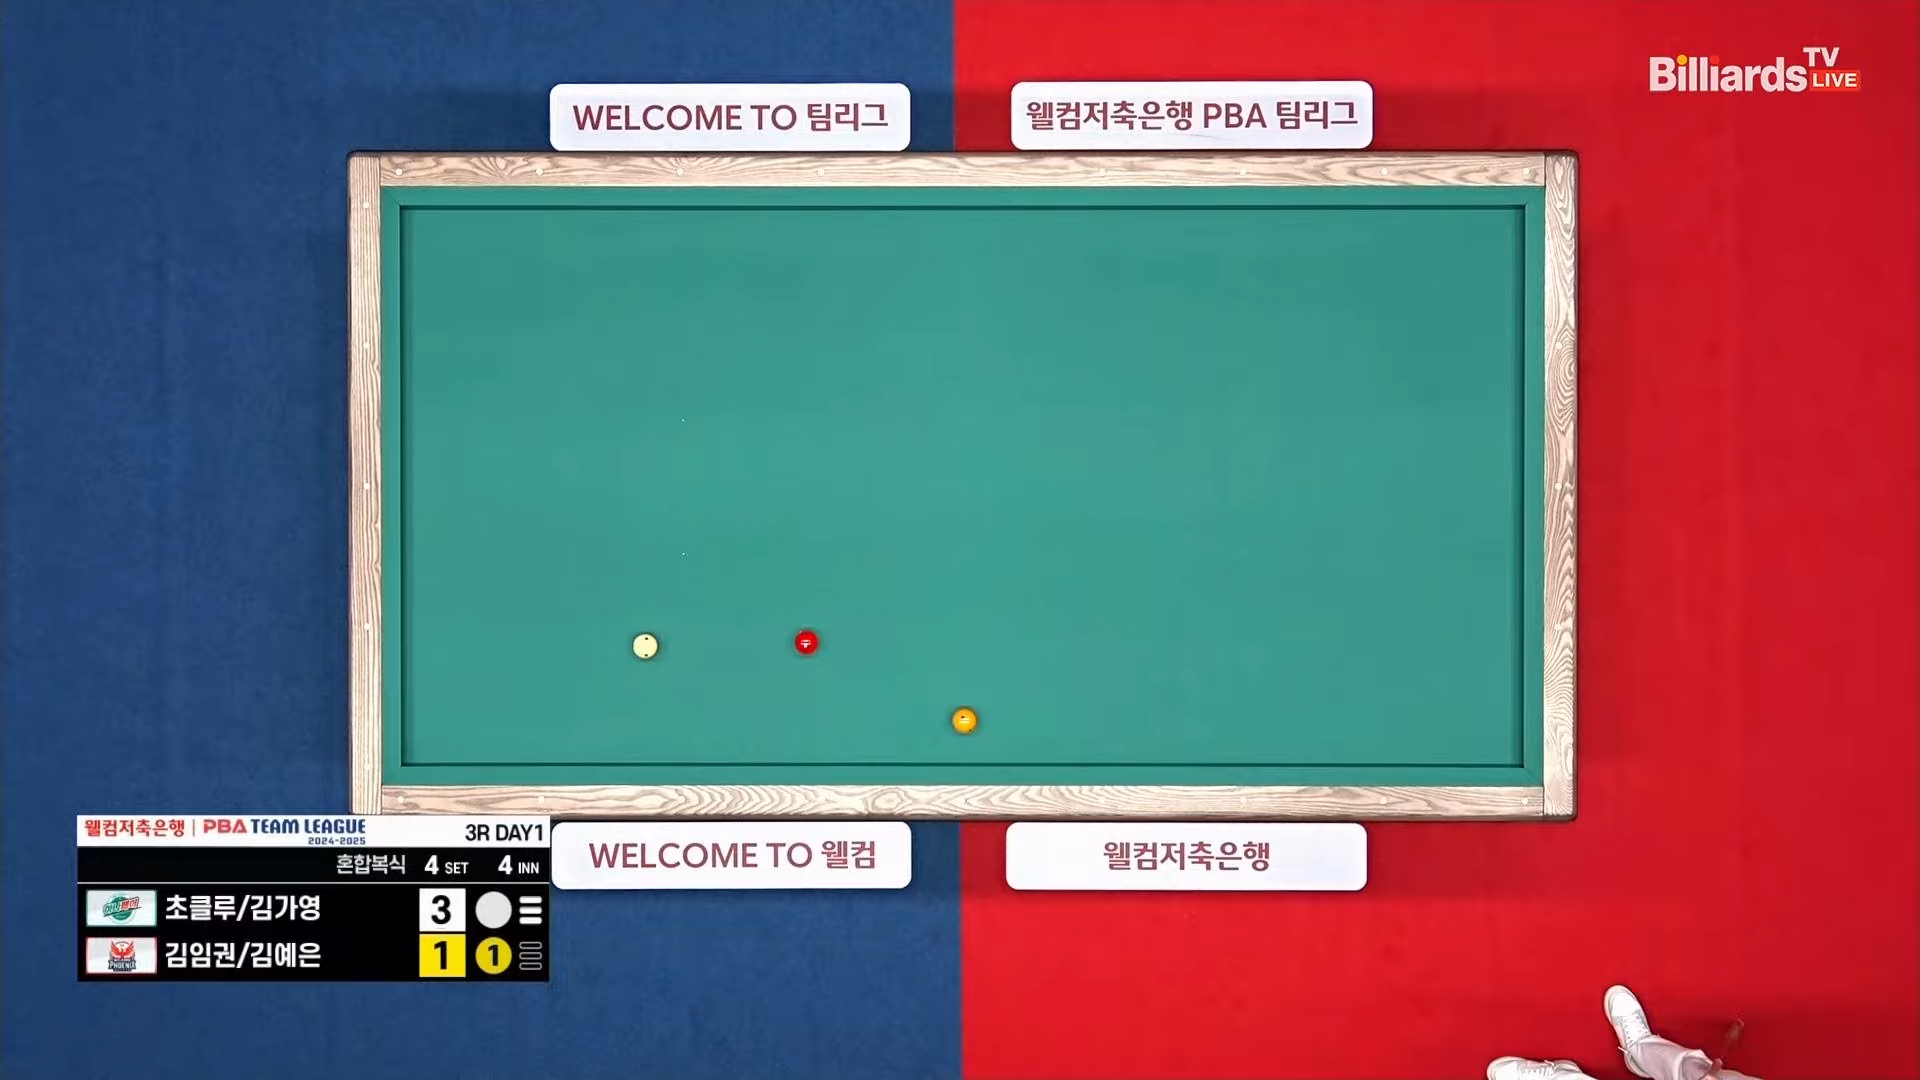 Billiards TV LIVE
WELCOME TO 팀리그
웰컴저축은행 PBA 팀리그
WELCOME TO 웰컴
웰컴저축은행
웰컴저축은행 | PBA TEAM LEAGUE 2024-2025 3R DAY1
혼합복식 4 SET 4 INN
초클루/김가영 3
김임권/김예은 1 1